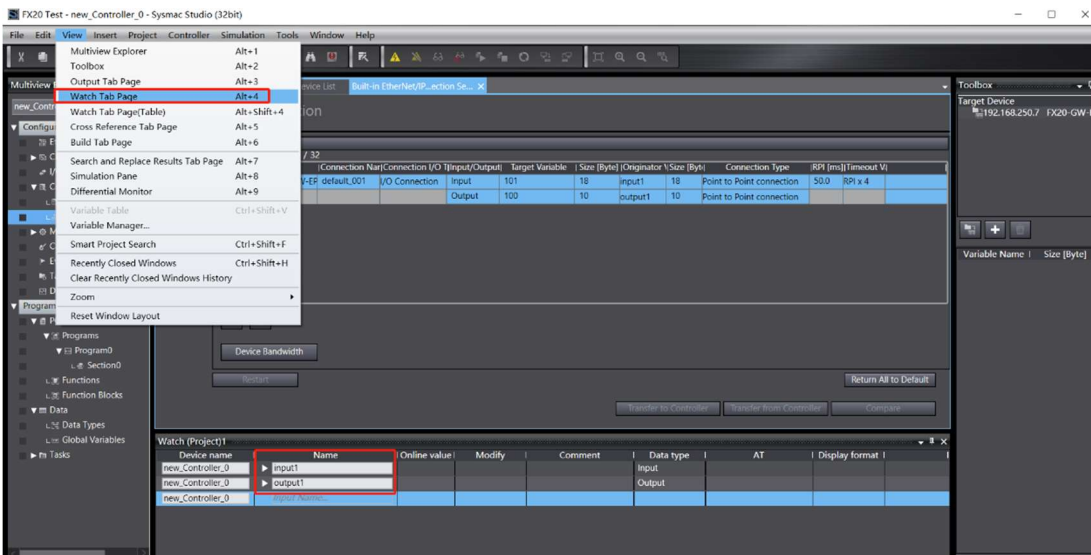 FX20 Test - new_Controller_0 - Sysmac Studio (32bit)
File Edit View Insert Project Controller Simulation Tools Window Help
Multiview Explorer Alt+1
Toolbox Alt+2
Output Tab Page Alt+3
Watch Tab Page Alt+4
Watch Tab Page(Table) Alt+Shift+4
Cross Reference Tab Page Alt+5
Build Tab Page Alt+6
Search and Replace Results Tab Page Alt+7
Simulation Pane Alt+8
Differential Monitor Alt+9
Variable Table Ctrl+Shift+V
Variable Manager...
Smart Project Search Ctrl+Shift+F
Recently Closed Windows Ctrl+Shift+H
Clear Recently Closed Windows History
Zoom
Reset Window Layout
Multiview
new_Contr
Configu
Program
Programs
Program0
Section0
Functions
Function Blocks
Data
Data Types
Global Variables
Tasks
Device List Built-in EtherNet/IP...ection Se...
/ 32
Connection Nar Connection I/O T Input/Output Target Variable Size [Byte] Originator V Size [Byte Connection Type RPI [ms] Timeout V
default_001 I/O Connection Input 101 18 input1 18 Point to Point connection 50.0 RPI x 4
Output 100 10 output1 10 Point to Point connection
Device Bandwidth
Restart
Return All to Default
Transfer to Controller Transfer from Controller Compare
Toolbox
Target Device
192.168.250.7 FX20-GW-
Variable Name Size [Byte]
Watch (Project)1
Device name Name Online value Modify Comment Data type AT Display format
new_Controller_0 input1 Input
new_Controller_0 output1 Output
new_Controller_0 Input Name...